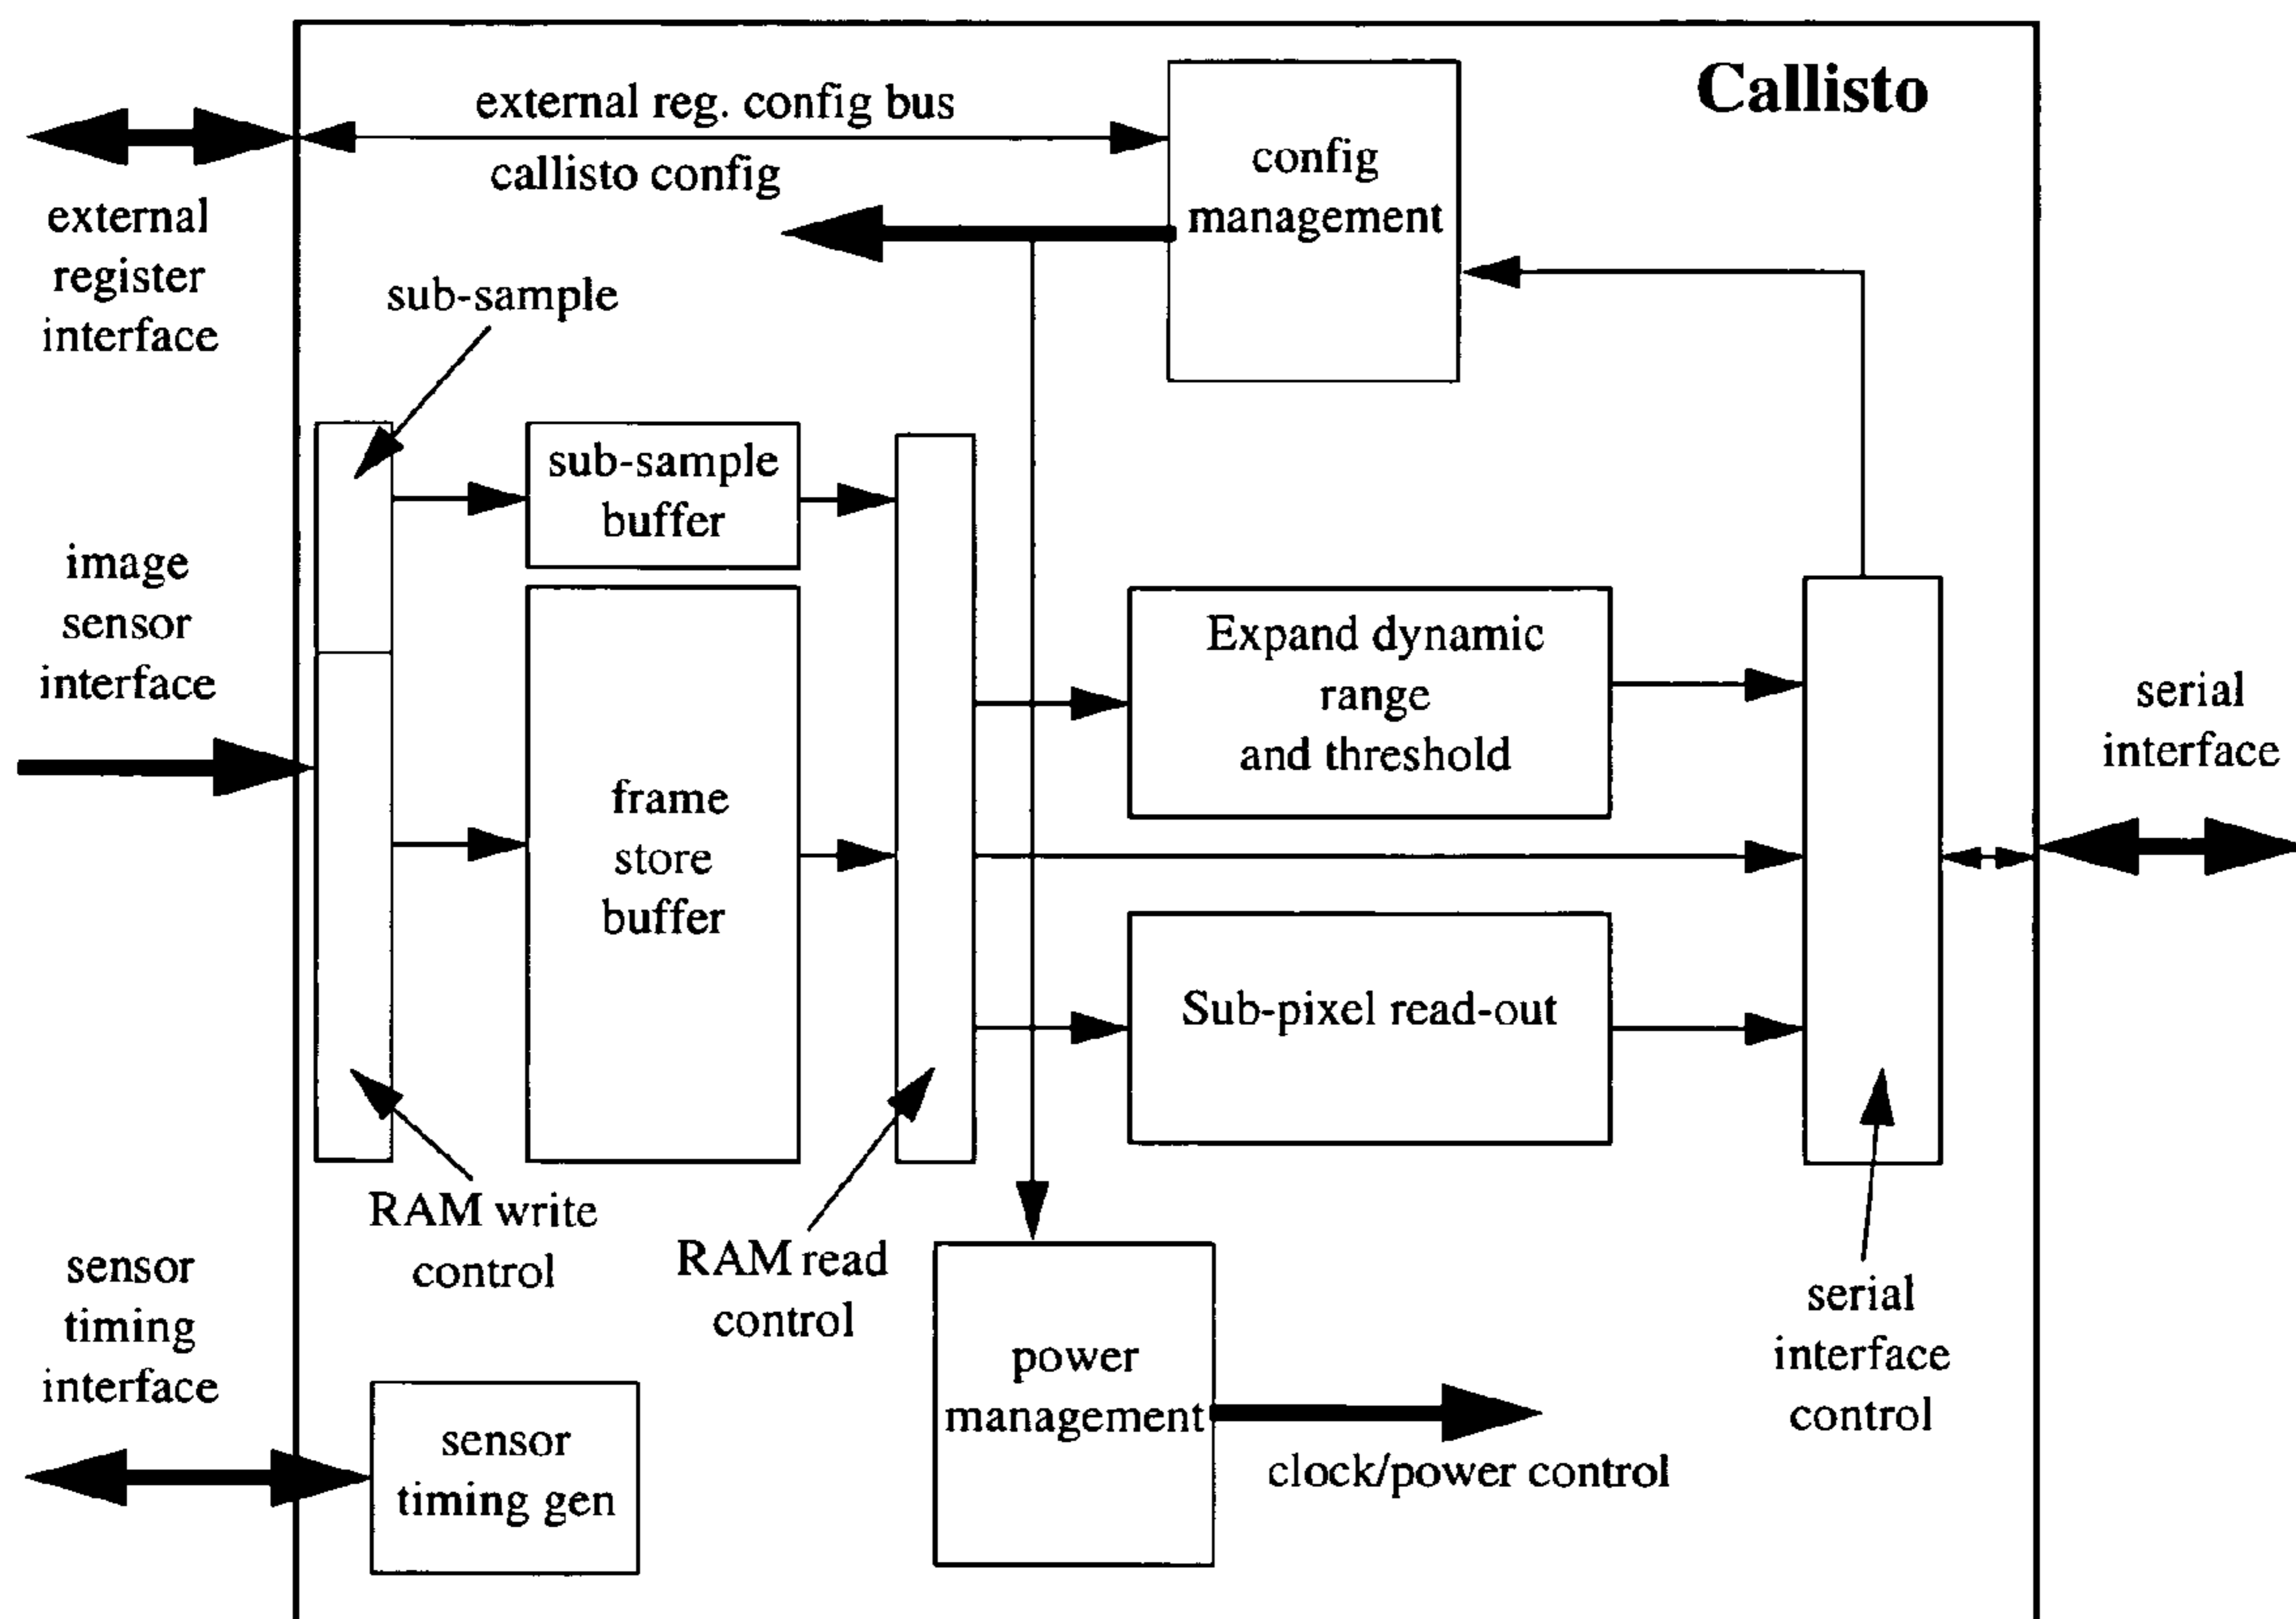 Callisto
external reg. config bus
callisto config
config
management
external
register
interface
sub-sample
sub-sample
buffer
image
sensor
interface
frame
store
buffer
Expand dynamic
range
and threshold
serial
interface
Sub-pixel read-out
RAM write
control
RAM read
control
serial
interface
control
sensor
timing
interface
sensor
timing gen
power
management
clock/power control